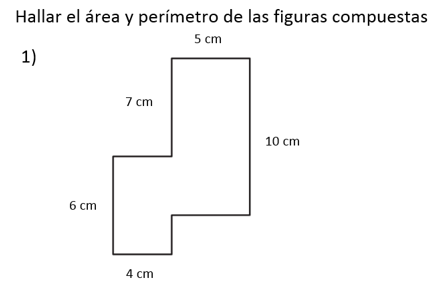 Hallar el área y perímetro de las figuras compuestas
5 cm
1)
7 cm
10 cm
6 cm
4 cm